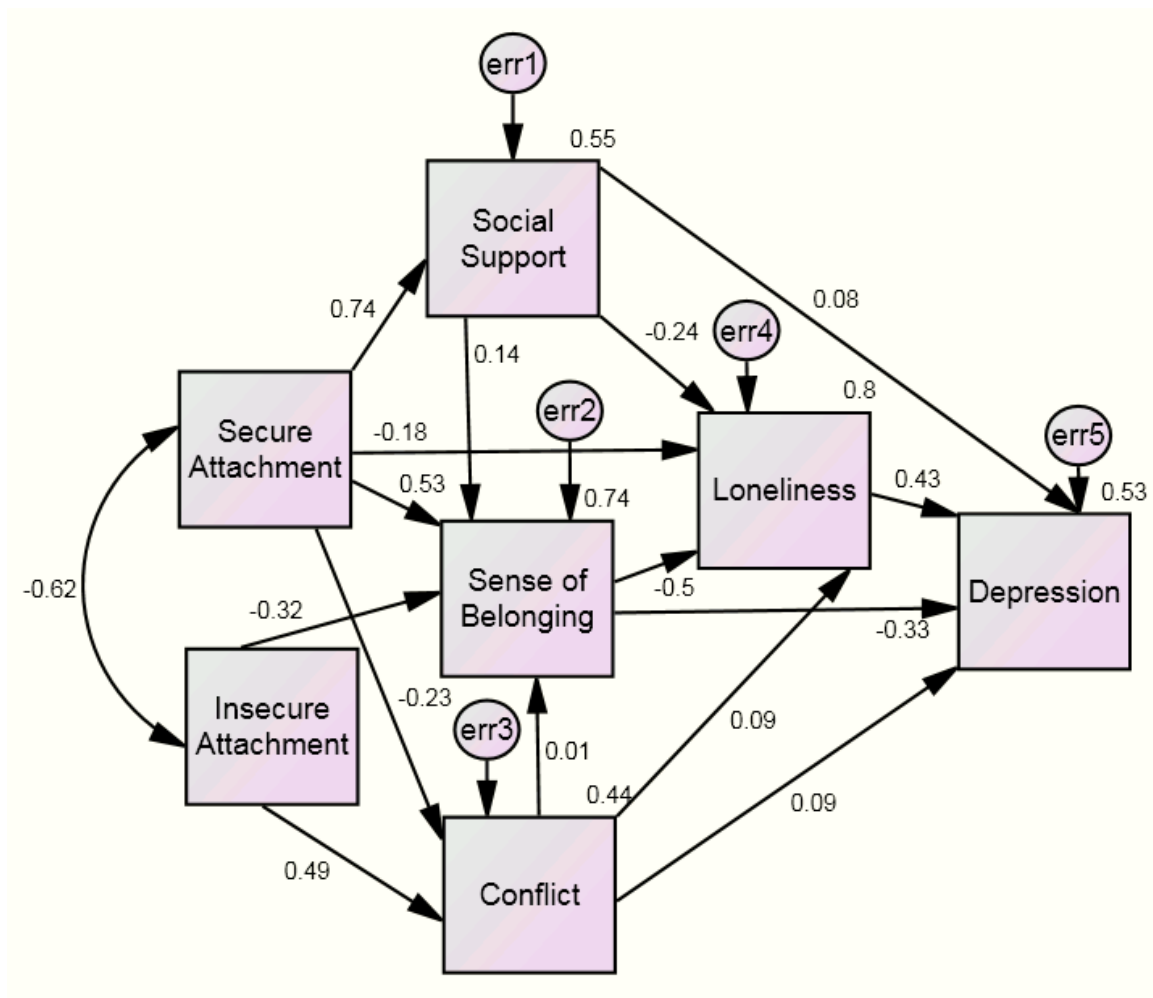 err1
0.55
Social
Support
0.08
0.74
-0.24
err4
0.14
0.8
err2
Secure
Attachment
-0.18
err5
0.53
0.74
0.43
0.53
Loneliness
Sense of
Belonging
-0.5
Depression
-0.62
-0.32
-0.33
Insecure
Attachment
-0.23
err3
0.01
0.09
0.44
0.09
0.49
Conflict